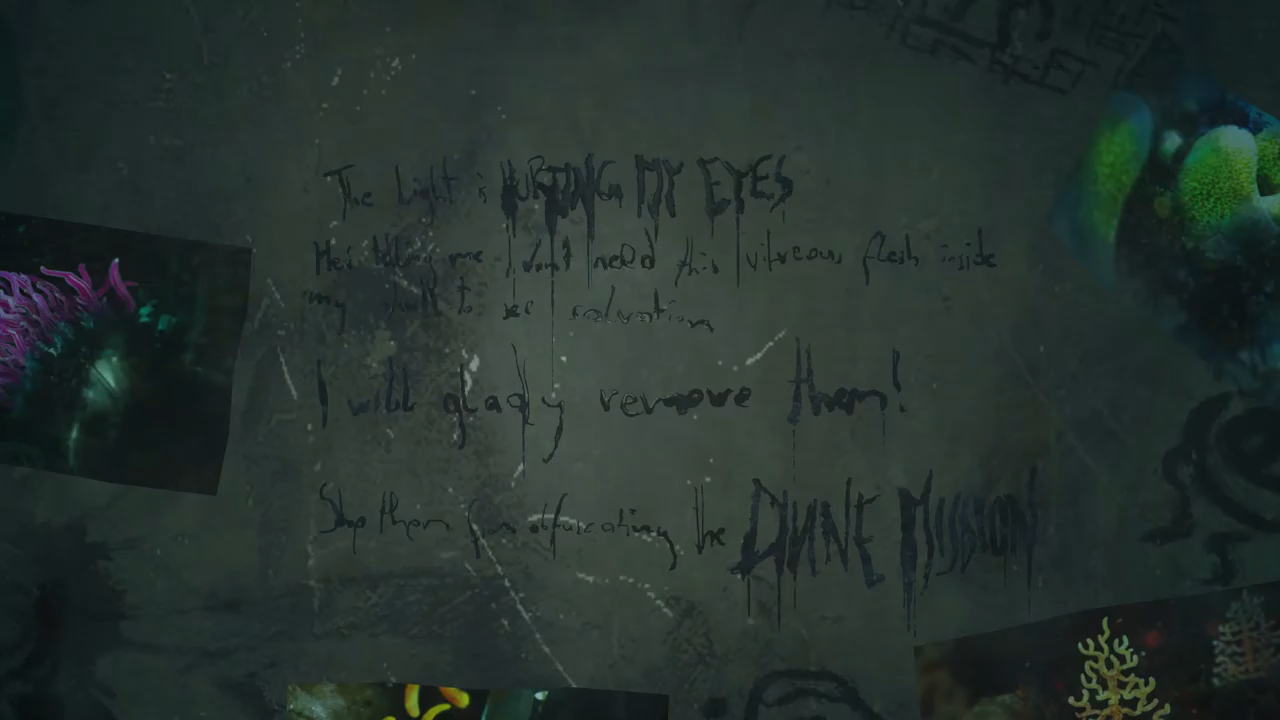 The Light is HURTING MY EYES
He's telling me I don't need this vitreous flesh inside
my skull to see salvation
I will gladly remove them!
Stop them from obfuscating the DIVINE MISSION